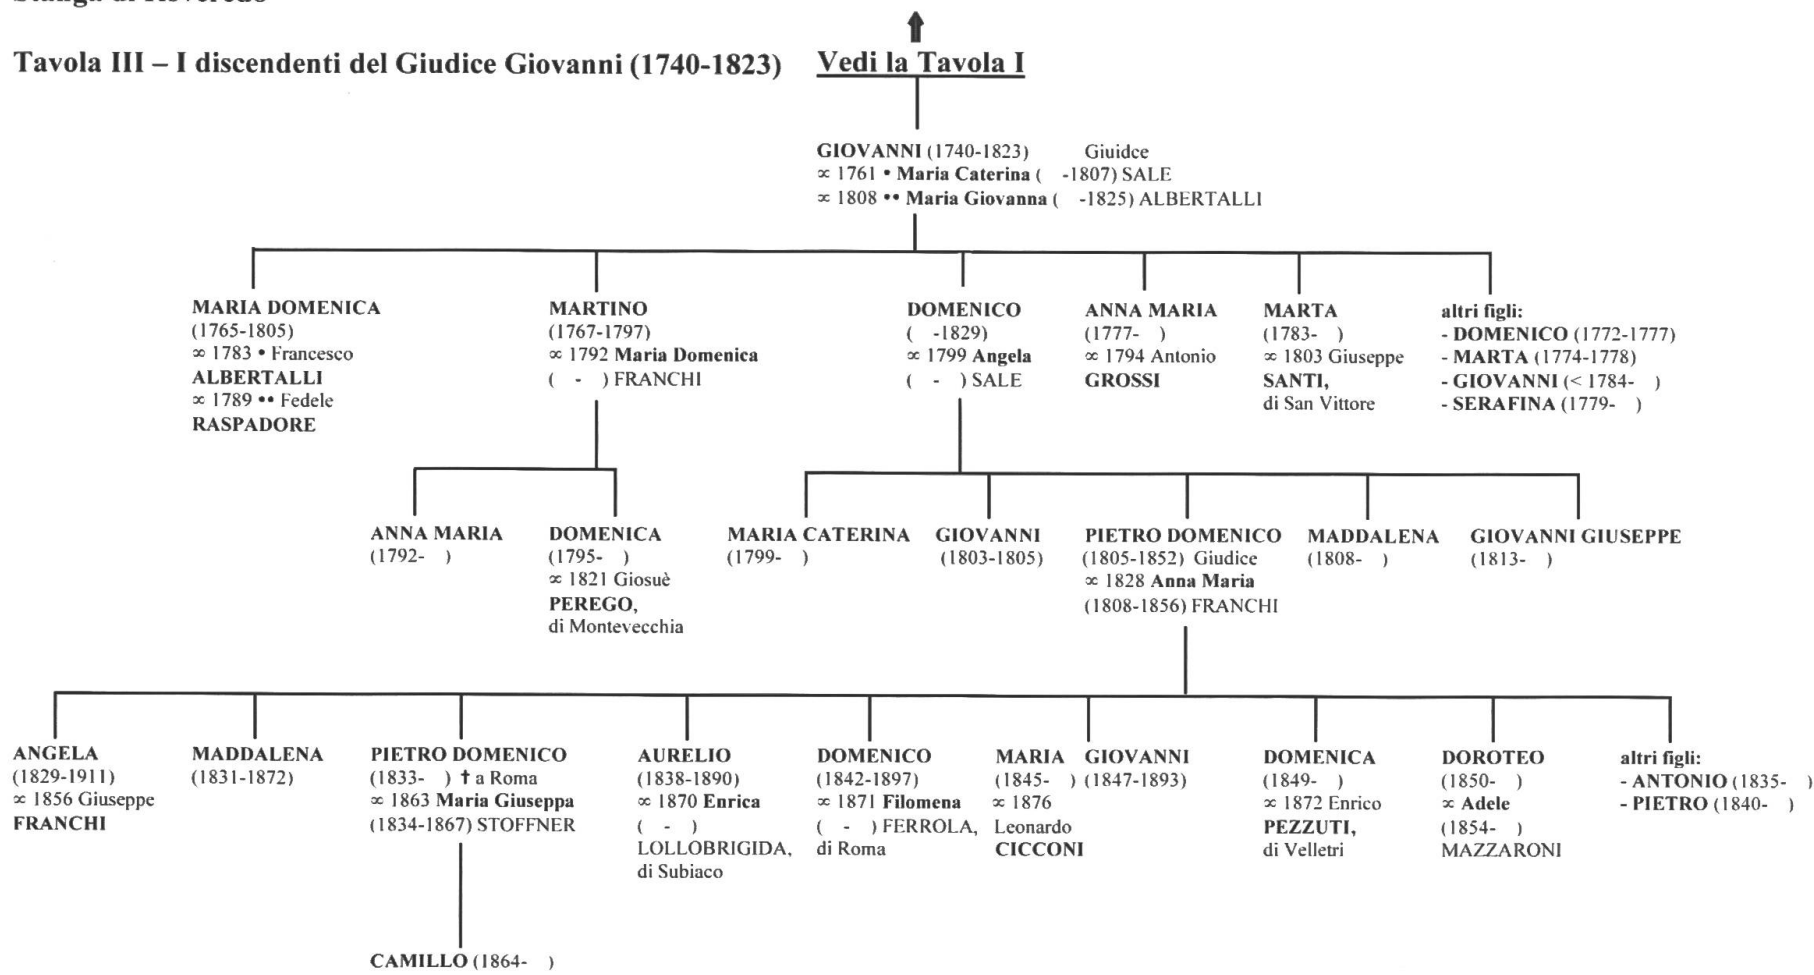 Tavola III – I discendenti del Giudice Giovanni (1740-1823) Vedi la Tavola I
GIOVANNI (1740-1823) Giuidce
∞ 1761 • Maria Caterina ( -1807) SALE
∞ 1808 •• Maria Giovanna ( -1825) ALBERTALLI
MARIA DOMENICA
(1765-1805)
∞ 1783 • Francesco
ALBERTALLI
∞ 1789 •• Fedele
RASPADORE
MARTINO
(1767-1797)
∞ 1792 Maria Domenica
( - ) FRANCHI
DOMENICO
( -1829)
∞ 1799 Angela
( - ) SALE
ANNA MARIA
(1777- )
∞ 1794 Antonio
GROSSI
MARTA
(1783- )
∞ 1803 Giuseppe
SANTI,
di San Vittore
altri figli:
- DOMENICO (1772-1777)
- MARTA (1774-1778)
- GIOVANNI (< 1784- )
- SERAFINA (1779- )
ANNA MARIA
(1792- )
DOMENICA
(1795- )
∞ 1821 Giosuè
PEREGO,
di Montevecchia
MARIA CATERINA
(1799- )
GIOVANNI
(1803-1805)
PIETRO DOMENICO
(1805-1852) Giudice
∞ 1828 Anna Maria
(1808-1856) FRANCHI
MADDALENA
(1808- )
GIOVANNI GIUSEPPE
(1813- )
ANGELA
(1829-1911)
∞ 1856 Giuseppe
FRANCHI
MADDALENA
(1831-1872)
PIETRO DOMENICO
(1833- ) † a Roma
∞ 1863 Maria Giuseppa
(1834-1867) STOFFNER
AURELIO
(1838-1890)
∞ 1870 Enrica
( - )
LOLLOBRIGIDA,
di Subiaco
DOMENICO
(1842-1897)
∞ 1871 Filomena
( - ) FERROLA,
di Roma
MARIA
(1845- )
∞ 1876
Leonardo
CICCONI
GIOVANNI
(1847-1893)
DOMENICA
(1849- )
∞ 1872 Enrico
PEZZUTI,
di Velletri
DOROTEO
(1850- )
∞ Adele
(1854- )
MAZZARONI
altri figli:
- ANTONIO (1835- )
- PIETRO (1840- )
CAMILLO (1864- )